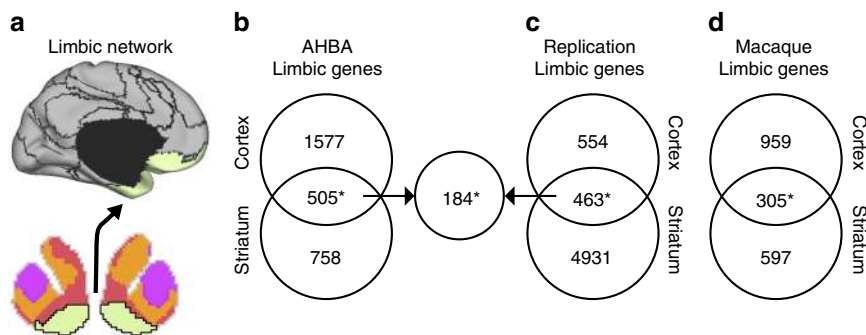 a
Limbic network
b
AHBA
Limbic genes
Cortex
Striatum
1577
505*
758
184*
c
Replication
Limbic genes
Cortex
Striatum
554
463*
4931
d
Macaque
Limbic genes
Cortex
Striatum
959
305*
597